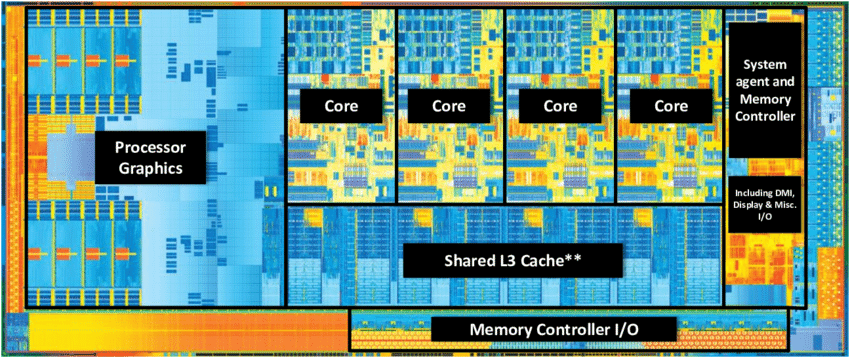 Processor
Graphics
Core
Core
Core
Core
System
agent and
Memory
Controller
Including DMI,
Display & Misc.
I/O
Shared L3 Cache**
Memory Controller I/O